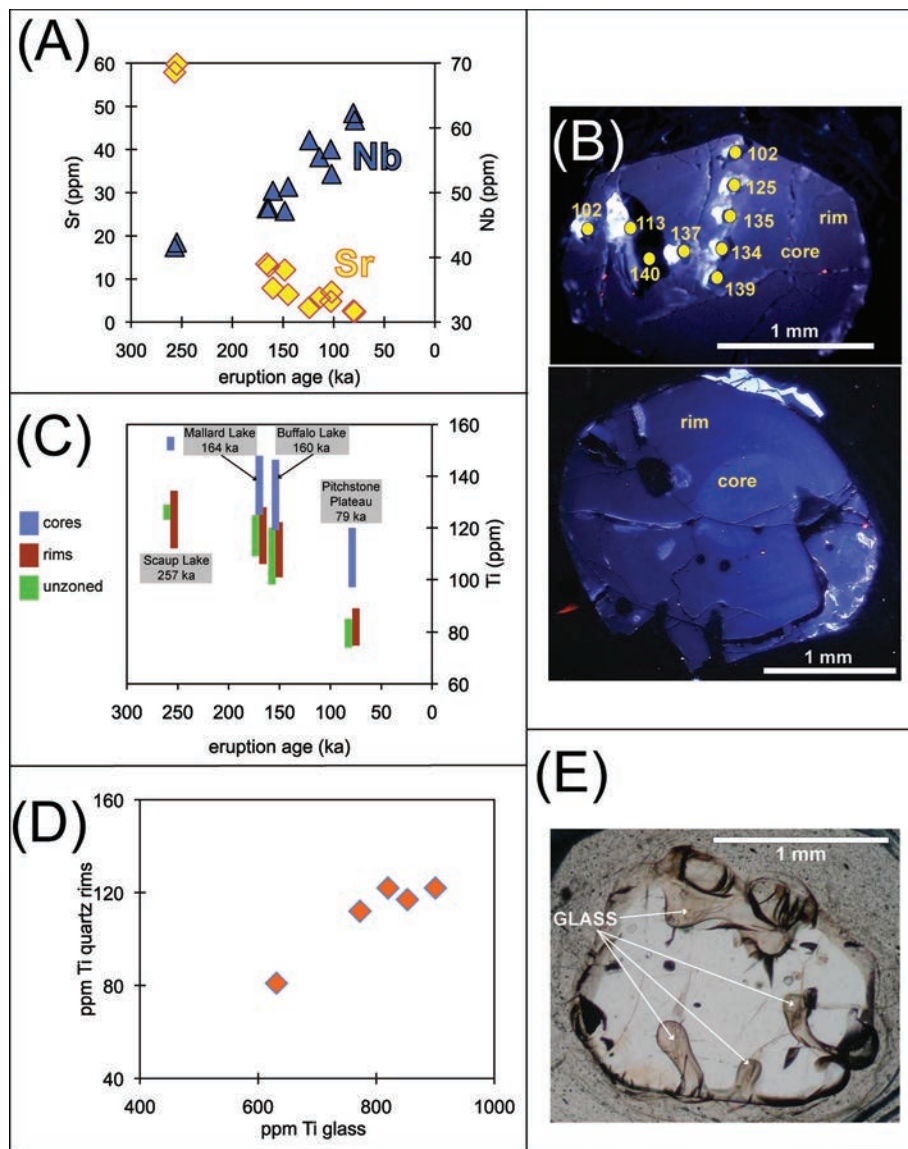 (A)
60
50
40
30
20
10
0
Sr (ppm)
70
60
50
40
30
Nb (ppm)
Nb
Sr
300 250 200 150 100 50 0
eruption age (ka)
(B)
102
125
102
113
135
rim
137
134
core
140
139
1 mm
rim
core
1 mm
(C)
Mallard Lake
164 ka
Buffalo Lake
160 ka
Pitchstone
Plateau
79 ka
Scaup Lake
257 ka
cores
rims
unzoned
160
140
120
100
80
60
Ti (ppm)
300 250 200 150 100 50 0
eruption age (ka)
(D)
160
120
80
40
ppm Ti quartz rims
400 600 800 1000
ppm Ti glass
(E)
1 mm
GLASS